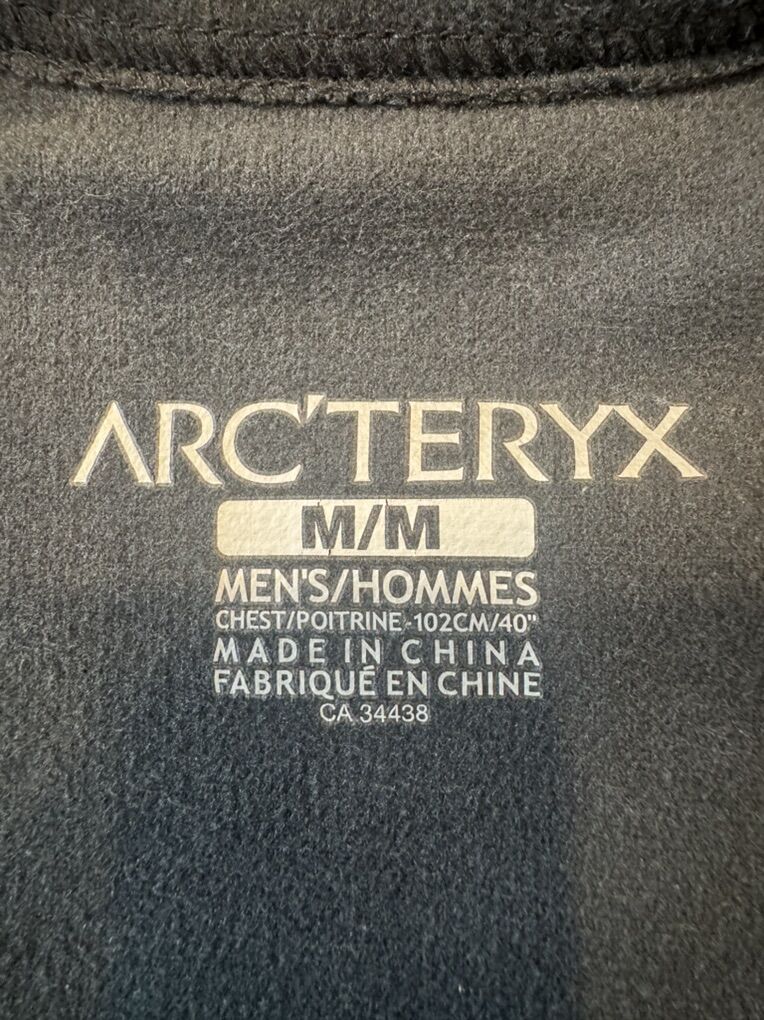 ARC'TERYX
M/M
MEN'S/HOMMES
CHEST/POITRINE-102CM/40"
MADE IN CHINA
FABRIQUÉ EN CHINE
CA 34438